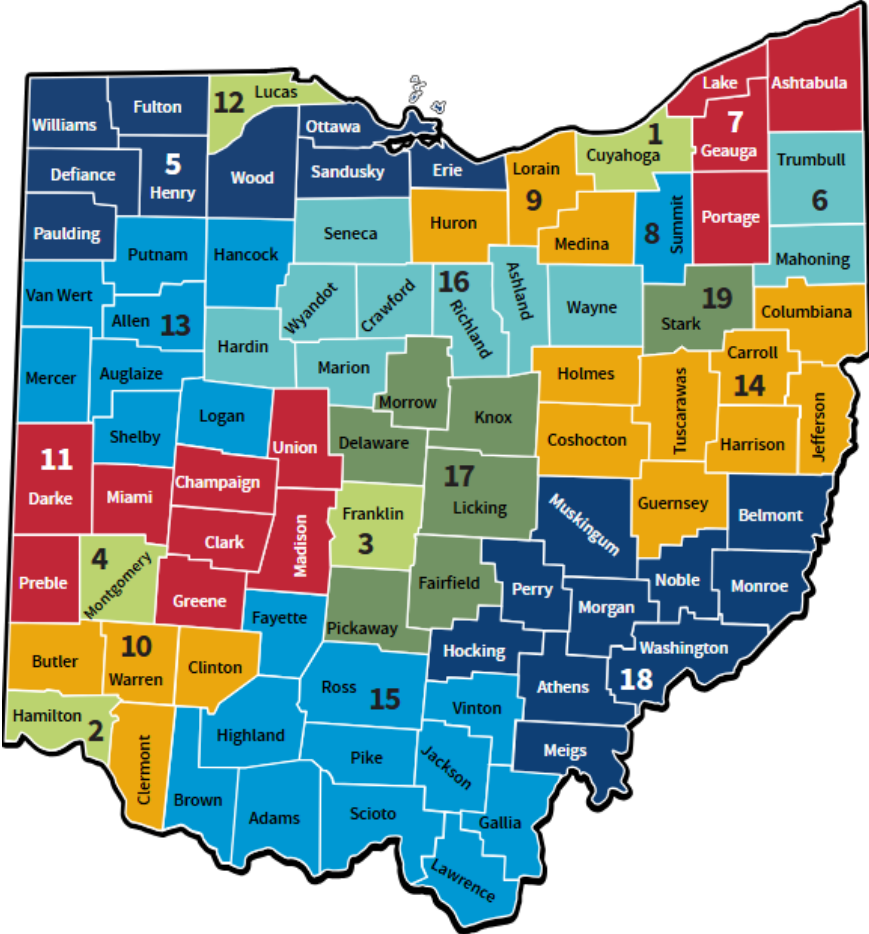 Lake
Ashtabula
12
Lucas
Fulton
Williams
Ottawa
7
Geauga
1
Cuyahoga
Trumbull
5
Henry
Defiance
Wood
Sandusky
Erie
Lorain
9
6
Paulding
Seneca
Huron
Medina
8
Summit
Portage
Putnam
Hancock
Mahoning
Van Wert
Wyandot
Crawford
16
Richland
Ashland
Wayne
19
Stark
Columbiana
Allen
13
Hardin
Marion
Carroll
14
Mercer
Auglaize
Morrow
Holmes
Tuscarawas
Jefferson
Logan
Knox
Shelby
Union
Delaware
Coshocton
Harrison
11
Darke
Miami
Champaign
17
Licking
Franklin
3
Muskingum
Guernsey
Belmont
Clark
Madison
4
Montgomery
Preble
Greene
Fairfield
Perry
Noble
Monroe
Morgan
Fayette
Pickaway
Hocking
Washington
Butler
10
Warren
Clinton
Ross
15
Athens
18
Vinton
Hamilton
2
Highland
Pike
Jackson
Meigs
Clermont
Brown
Adams
Scioto
Gallia
Lawrence